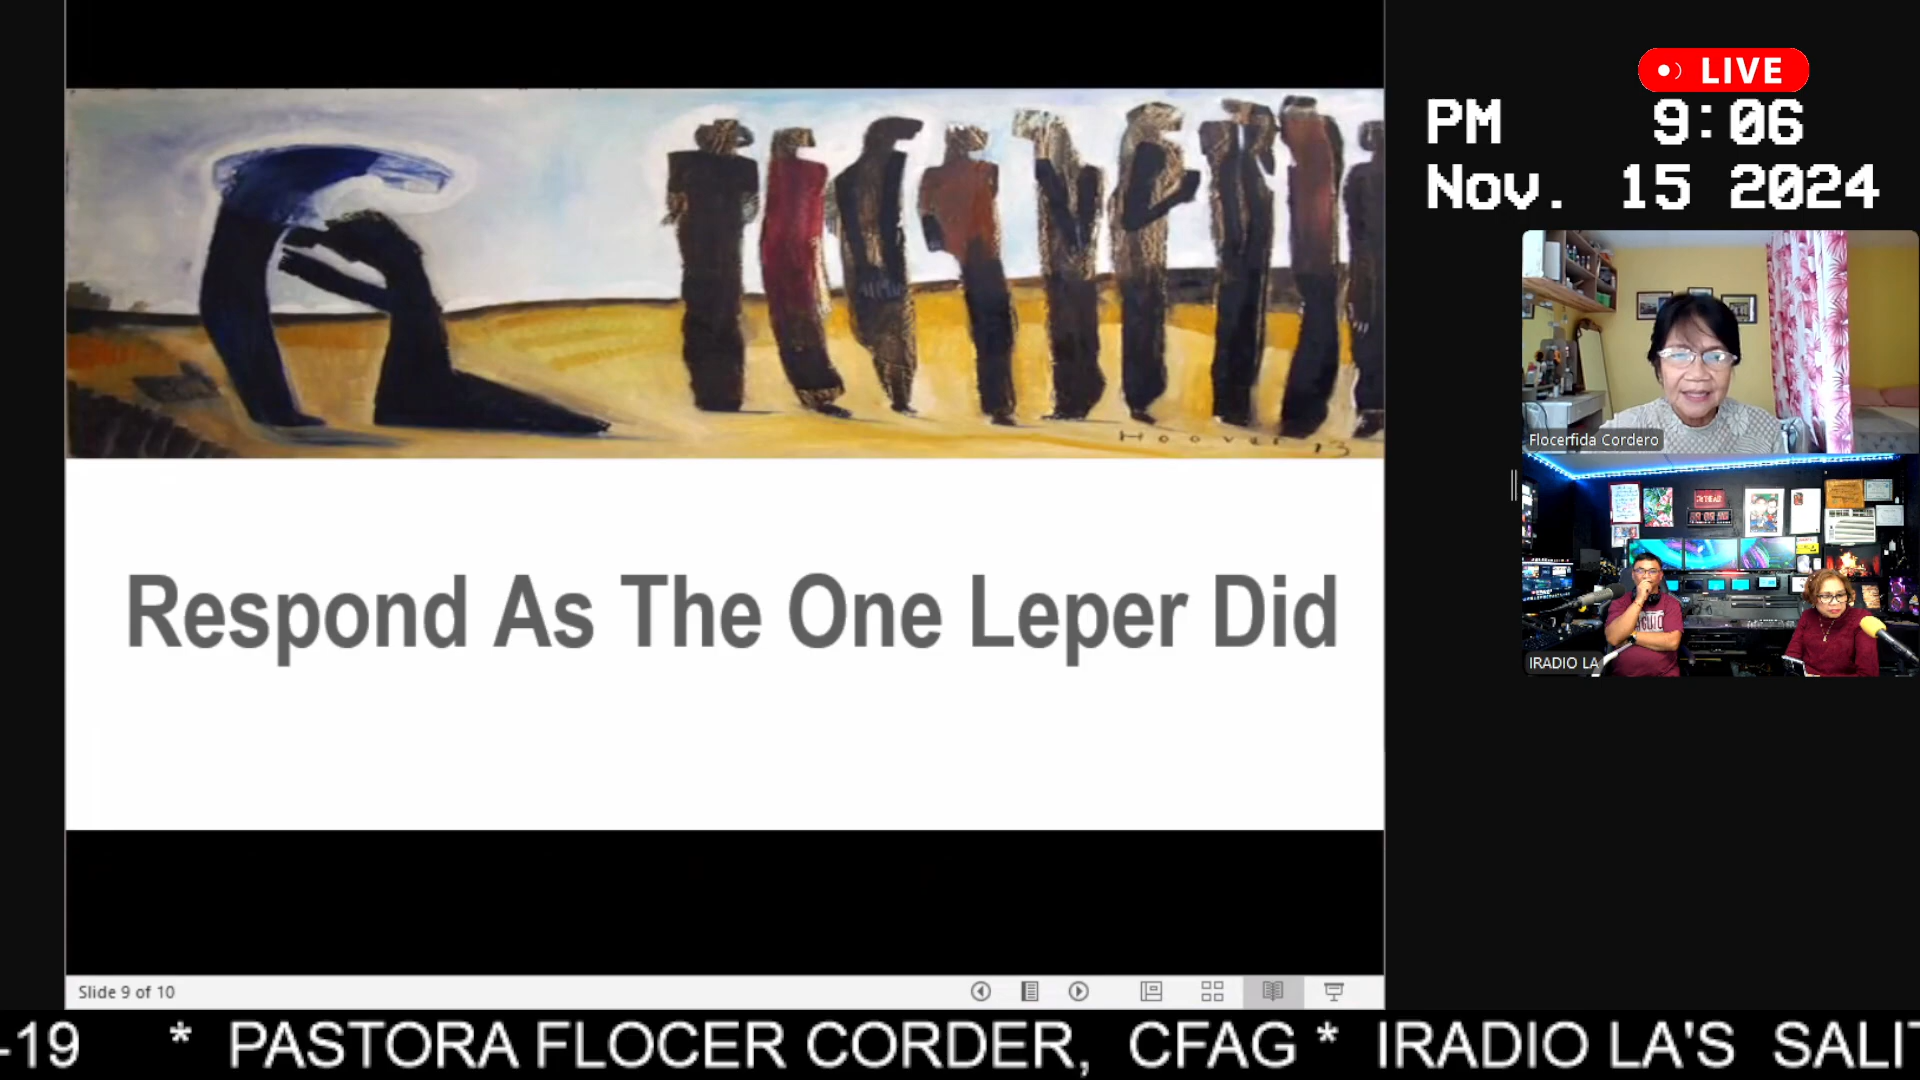 LIVE
PM 9:06
Nov. 15 2024
Hoover 13
Flocerfida Cordero
IRADIO LA
Respond As The One Leper Did
Slide 9 of 10
-19 * PASTORA FLOCER CORDER, CFAG * IRADIO LA'S SALIT